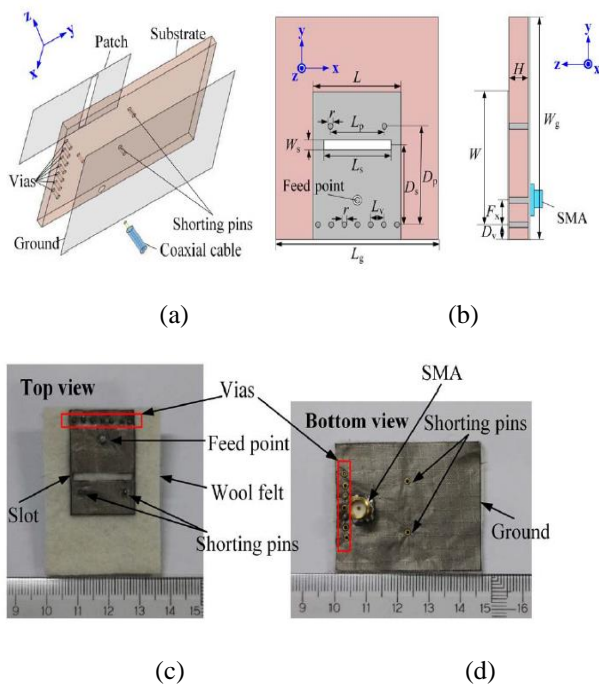 z
y
x
Patch
Substrate
Vias
Ground
Shorting pins
Coaxial cable
(a)
y
z
x
L
r
Lp
Ws
Ls
Ds
Dp
Feed point
r
Lv
Lg
y
z
x
H
W
Wg
Fx
Dv
SMA
(b)
Top view
Vias
Feed point
Wool felt
Slot
Shorting pins
9 10 11 12 13 14 15
(c)
SMA
Bottom view
Shorting pins
Ground
9 10 11 12 13 14 15 16
(d)